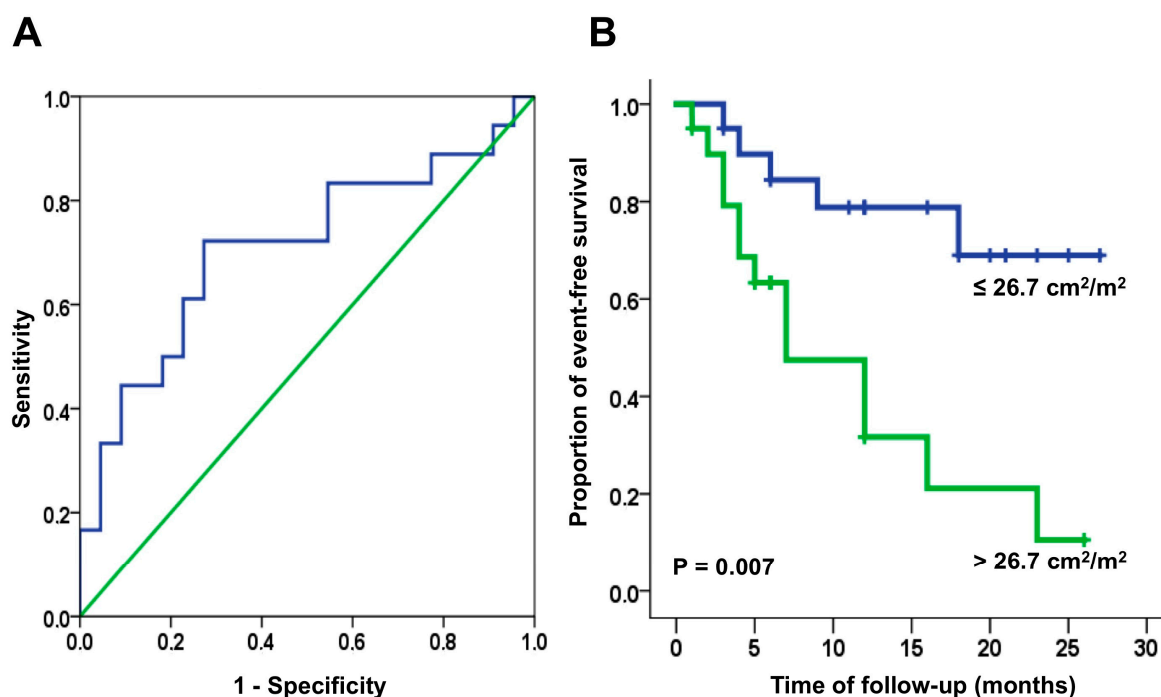 A
B
1.0
0.8
0.6
0.4
0.2
0.0
Sensitivity
0.0
0.2
0.4
0.6
0.8
1.0
1 - Specificity
1.0
0.8
0.6
0.4
0.2
0.0
Proportion of event-free survival
≤ 26.7 cm²/m²
> 26.7 cm²/m²
P = 0.007
0
5
10
15
20
25
30
Time of follow-up (months)